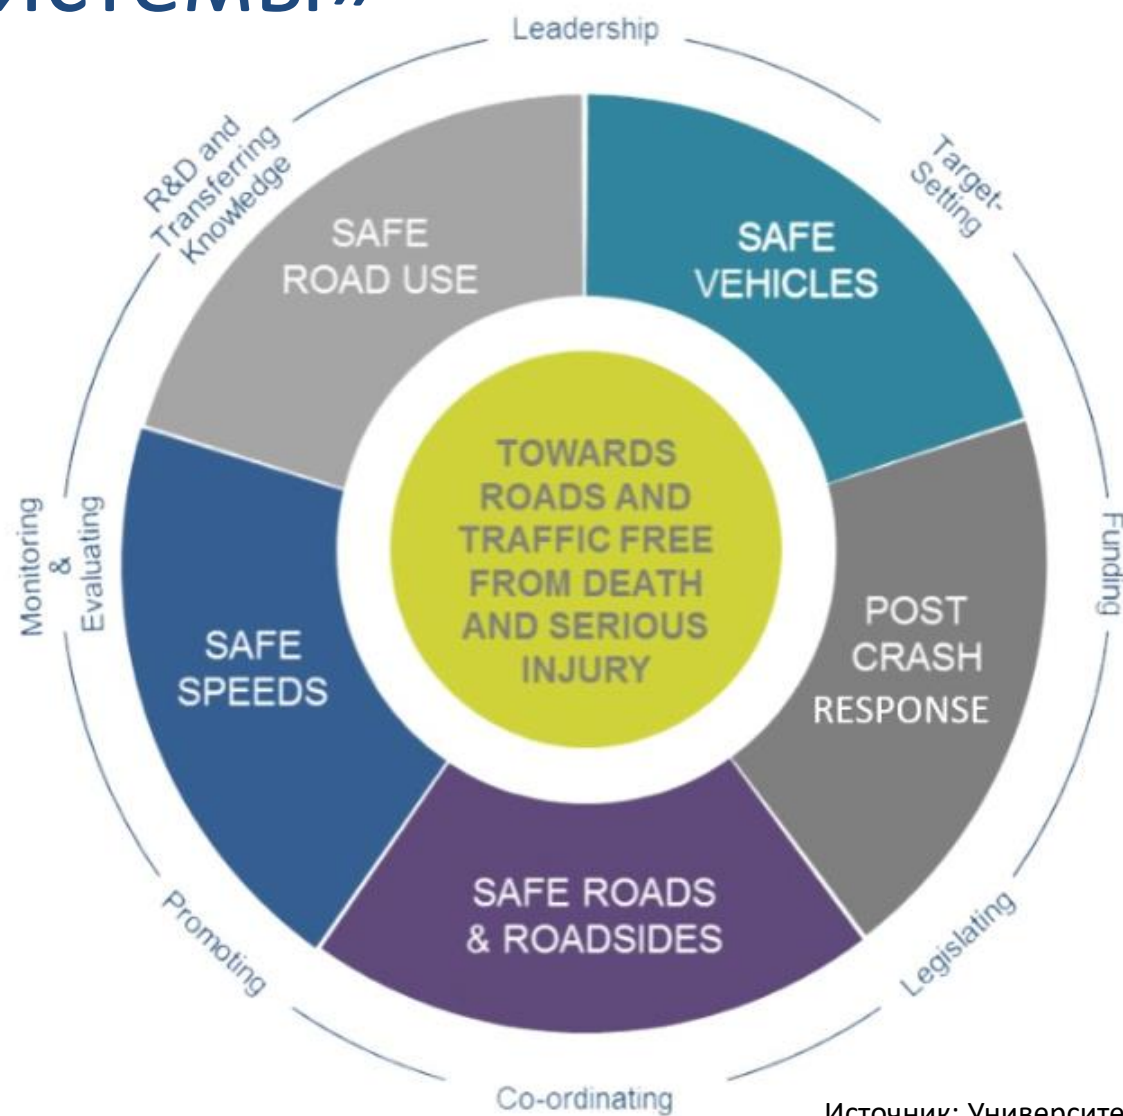 Leadership
Target-
Setting
Funding
Legislating
Co-ordinating
Promoting
Monitoring
&
Evaluating
R&D and
Transferring
Knowledge
SAFE
VEHICLES
POST
CRASH
RESPONSE
SAFE ROADS
& ROADSIDES
SAFE
SPEEDS
SAFE
ROAD USE
TOWARDS
ROADS AND
TRAFFIC FREE
FROM DEATH
AND SERIOUS
INJURY
Источник: